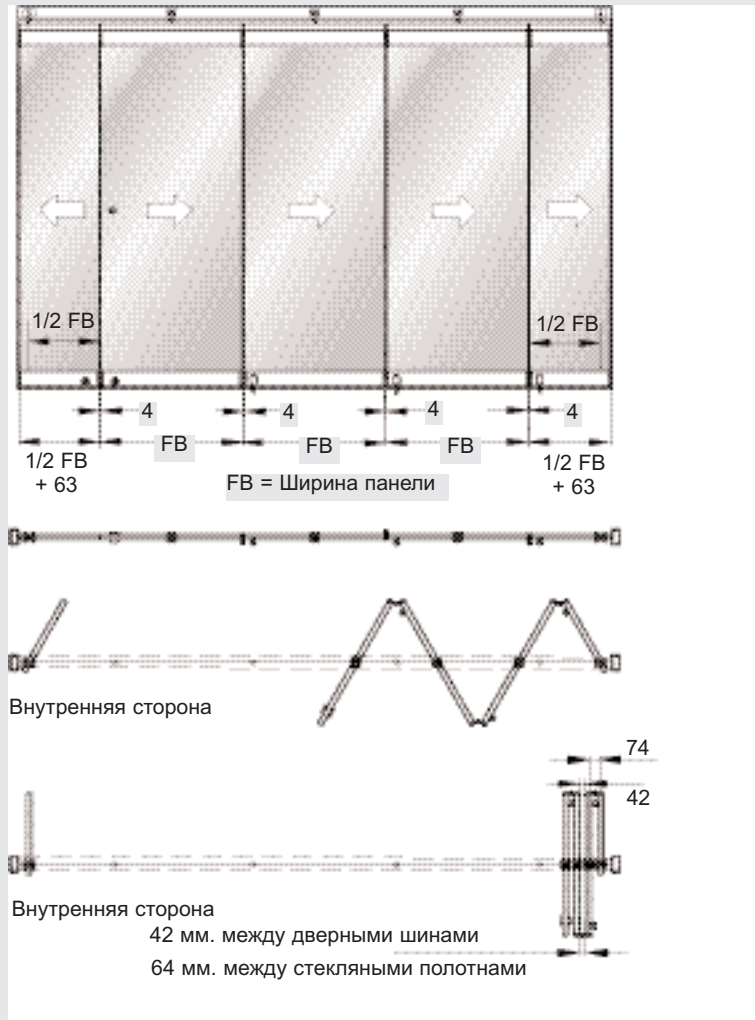 1/2 FB 1/2 FB
4 4 4 4
FB FB FB
1/2 FB
+ 63
1/2 FB
+ 63
FB = Ширина панели
Внутренняя сторона
74
42
Внутренняя сторона
42 мм. между дверными шинами
64 мм. между стекляными полотнами